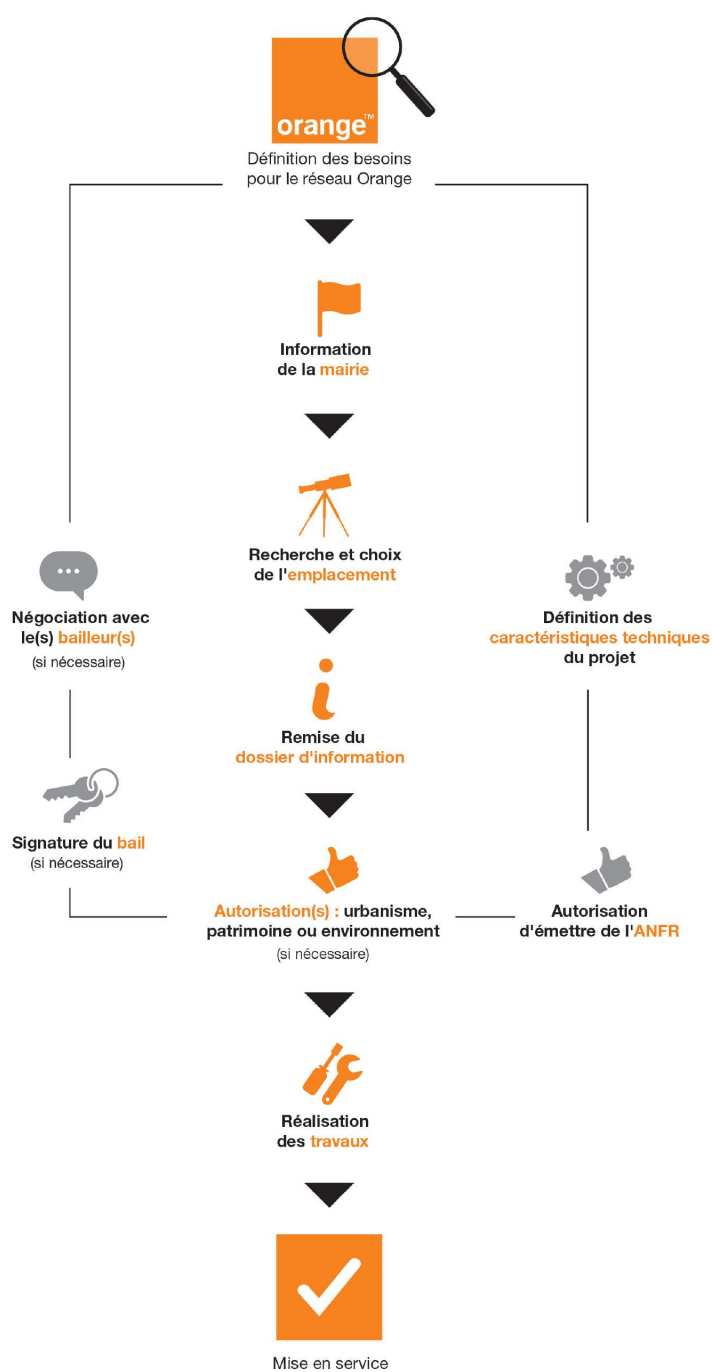 orange™
Définition des besoins
pour le réseau Orange
Information
de la mairie
Recherche et choix
de l'emplacement
Négociation avec
le(s) bailleur(s)
(si nécessaire)
Définition des
caractéristiques techniques
du projet
Remise du
dossier d'information
Signature du bail
(si nécessaire)
Autorisation(s) : urbanisme,
patrimoine ou environnement
(si nécessaire)
Autorisation
d'émettre de l'ANFR
Réalisation
des travaux
Mise en service